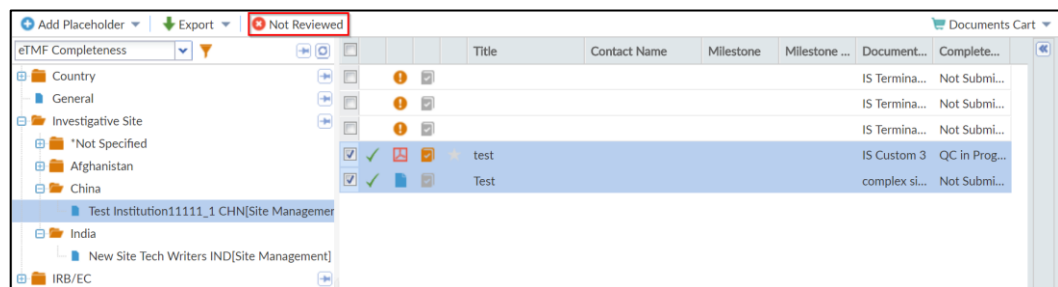 Add Placeholder Export Not Reviewed Documents Cart
eTMF Completeness Title Contact Name Milestone Milestone ... Document... Complete...
Country IS Termina... Not Submi...
General IS Termina... Not Submi...
Investigative Site IS Termina... Not Submi...
*Not Specified
Afghanistan test IS Custom 3 QC in Prog...
China Test complex si... Not Submi...
Test Institution11111_1 CHN[Site Managemer
India
New Site Tech Writers IND[Site Management]
IRB/EC